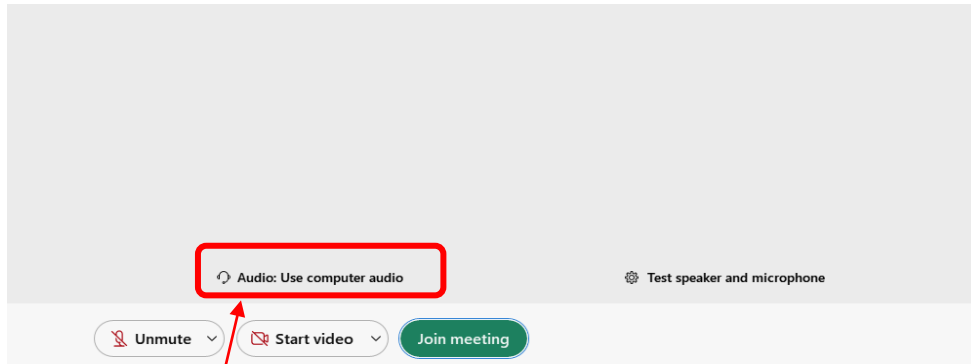 Audio: Use computer audio
Test speaker and microphone
Unmute
Start video
Join meeting